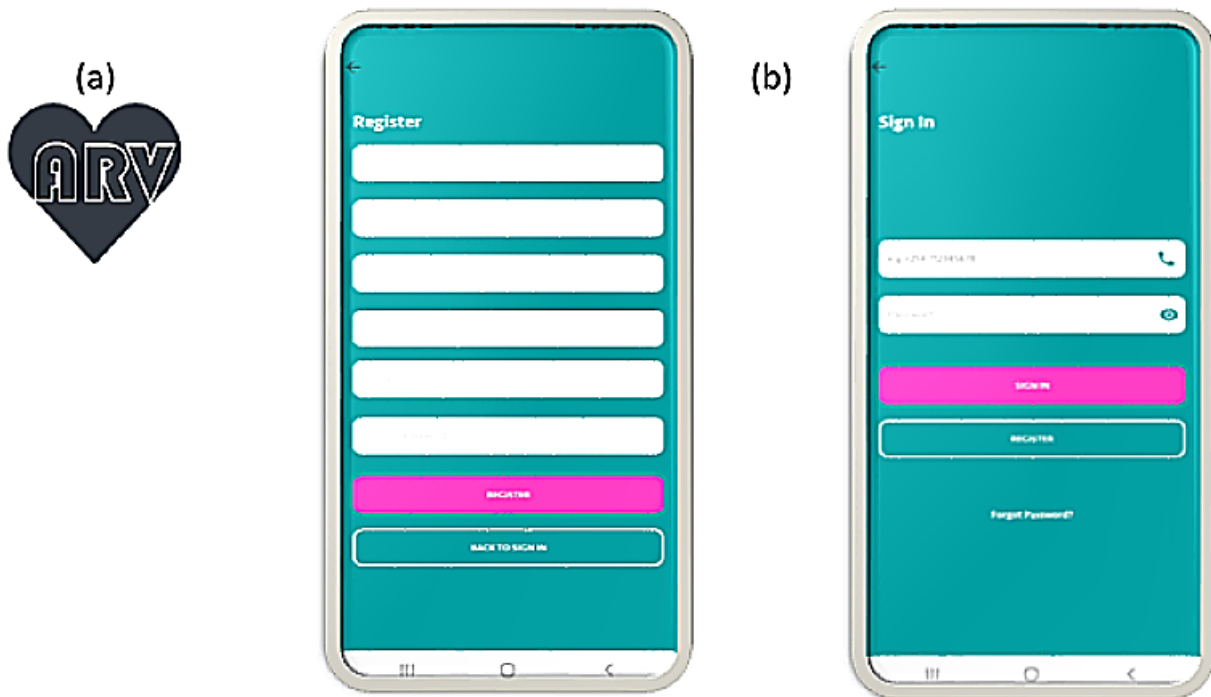 (a)
ARV
Register
REGISTER
BACK TO SIGN IN
(b)
Sign In
SIGN IN
REGISTER
Forgot Password?